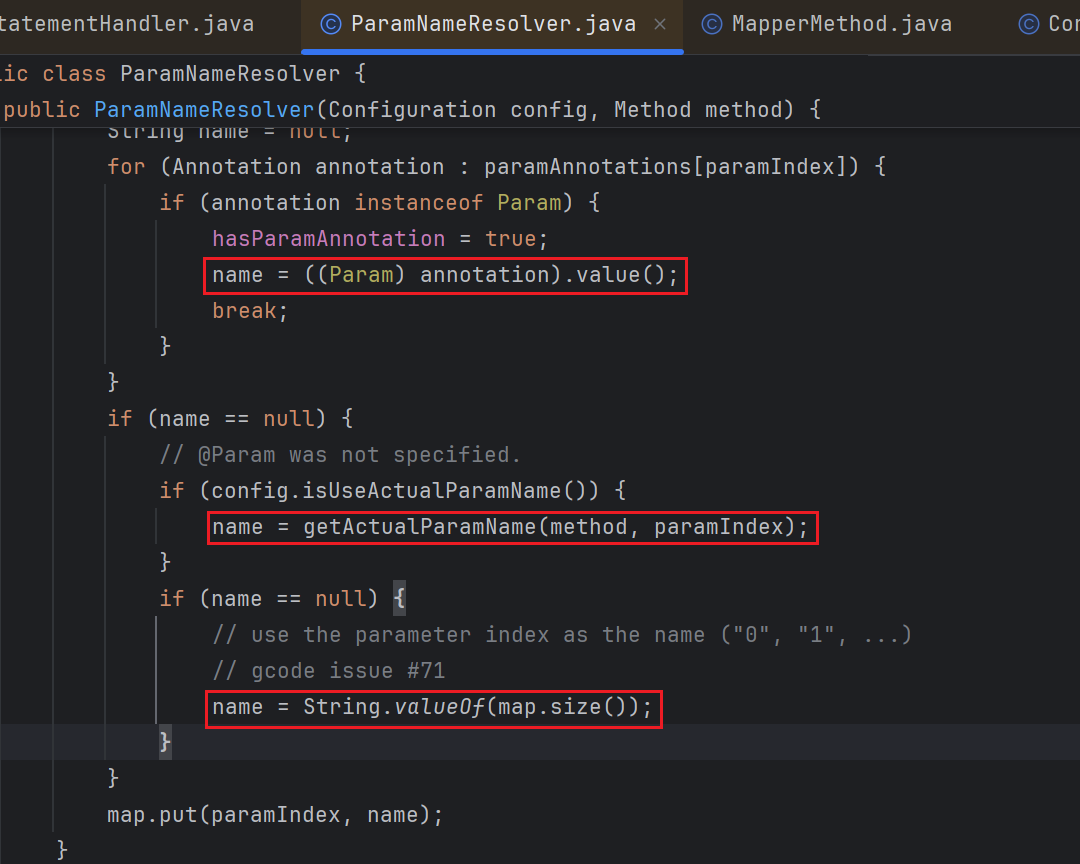 tatementHandler.java ParamNameResolver.java × MapperMethod.java Con
lic class ParamNameResolver {
public ParamNameResolver(Configuration config, Method method) {
String name = null;
for (Annotation annotation : paramAnnotations[paramIndex]) {
if (annotation instanceof Param) {
hasParamAnnotation = true;
name = ((Param) annotation).value();
break;
}
}
if (name == null) {
// @Param was not specified.
if (config.isUseActualParamName()) {
name = getActualParamName(method, paramIndex);
}
if (name == null) {
// use the parameter index as the name ("0", "1", ...)
// gcode issue #71
name = String.valueOf(map.size());
}
}
map.put(paramIndex, name);
}